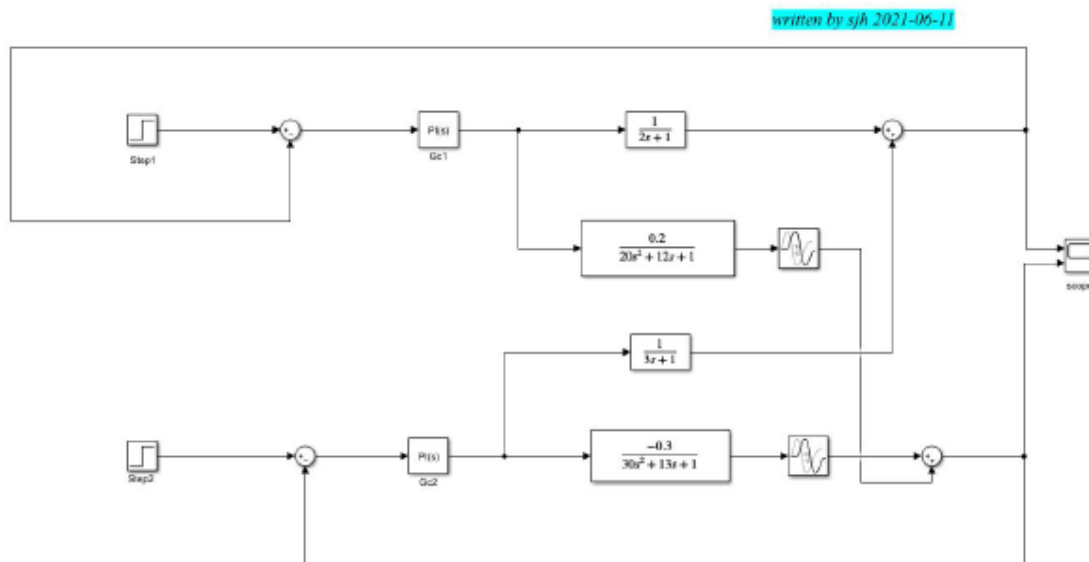 written by sjh 2021-06-11
Step1
+
−
PI(s)
Gc1
1
2s+1
+
+
0.2
20s²+12s+1
scope
1
3s+1
Step2
+
−
PI(s)
Gc2
−0.3
30s²+13s+1
+
+